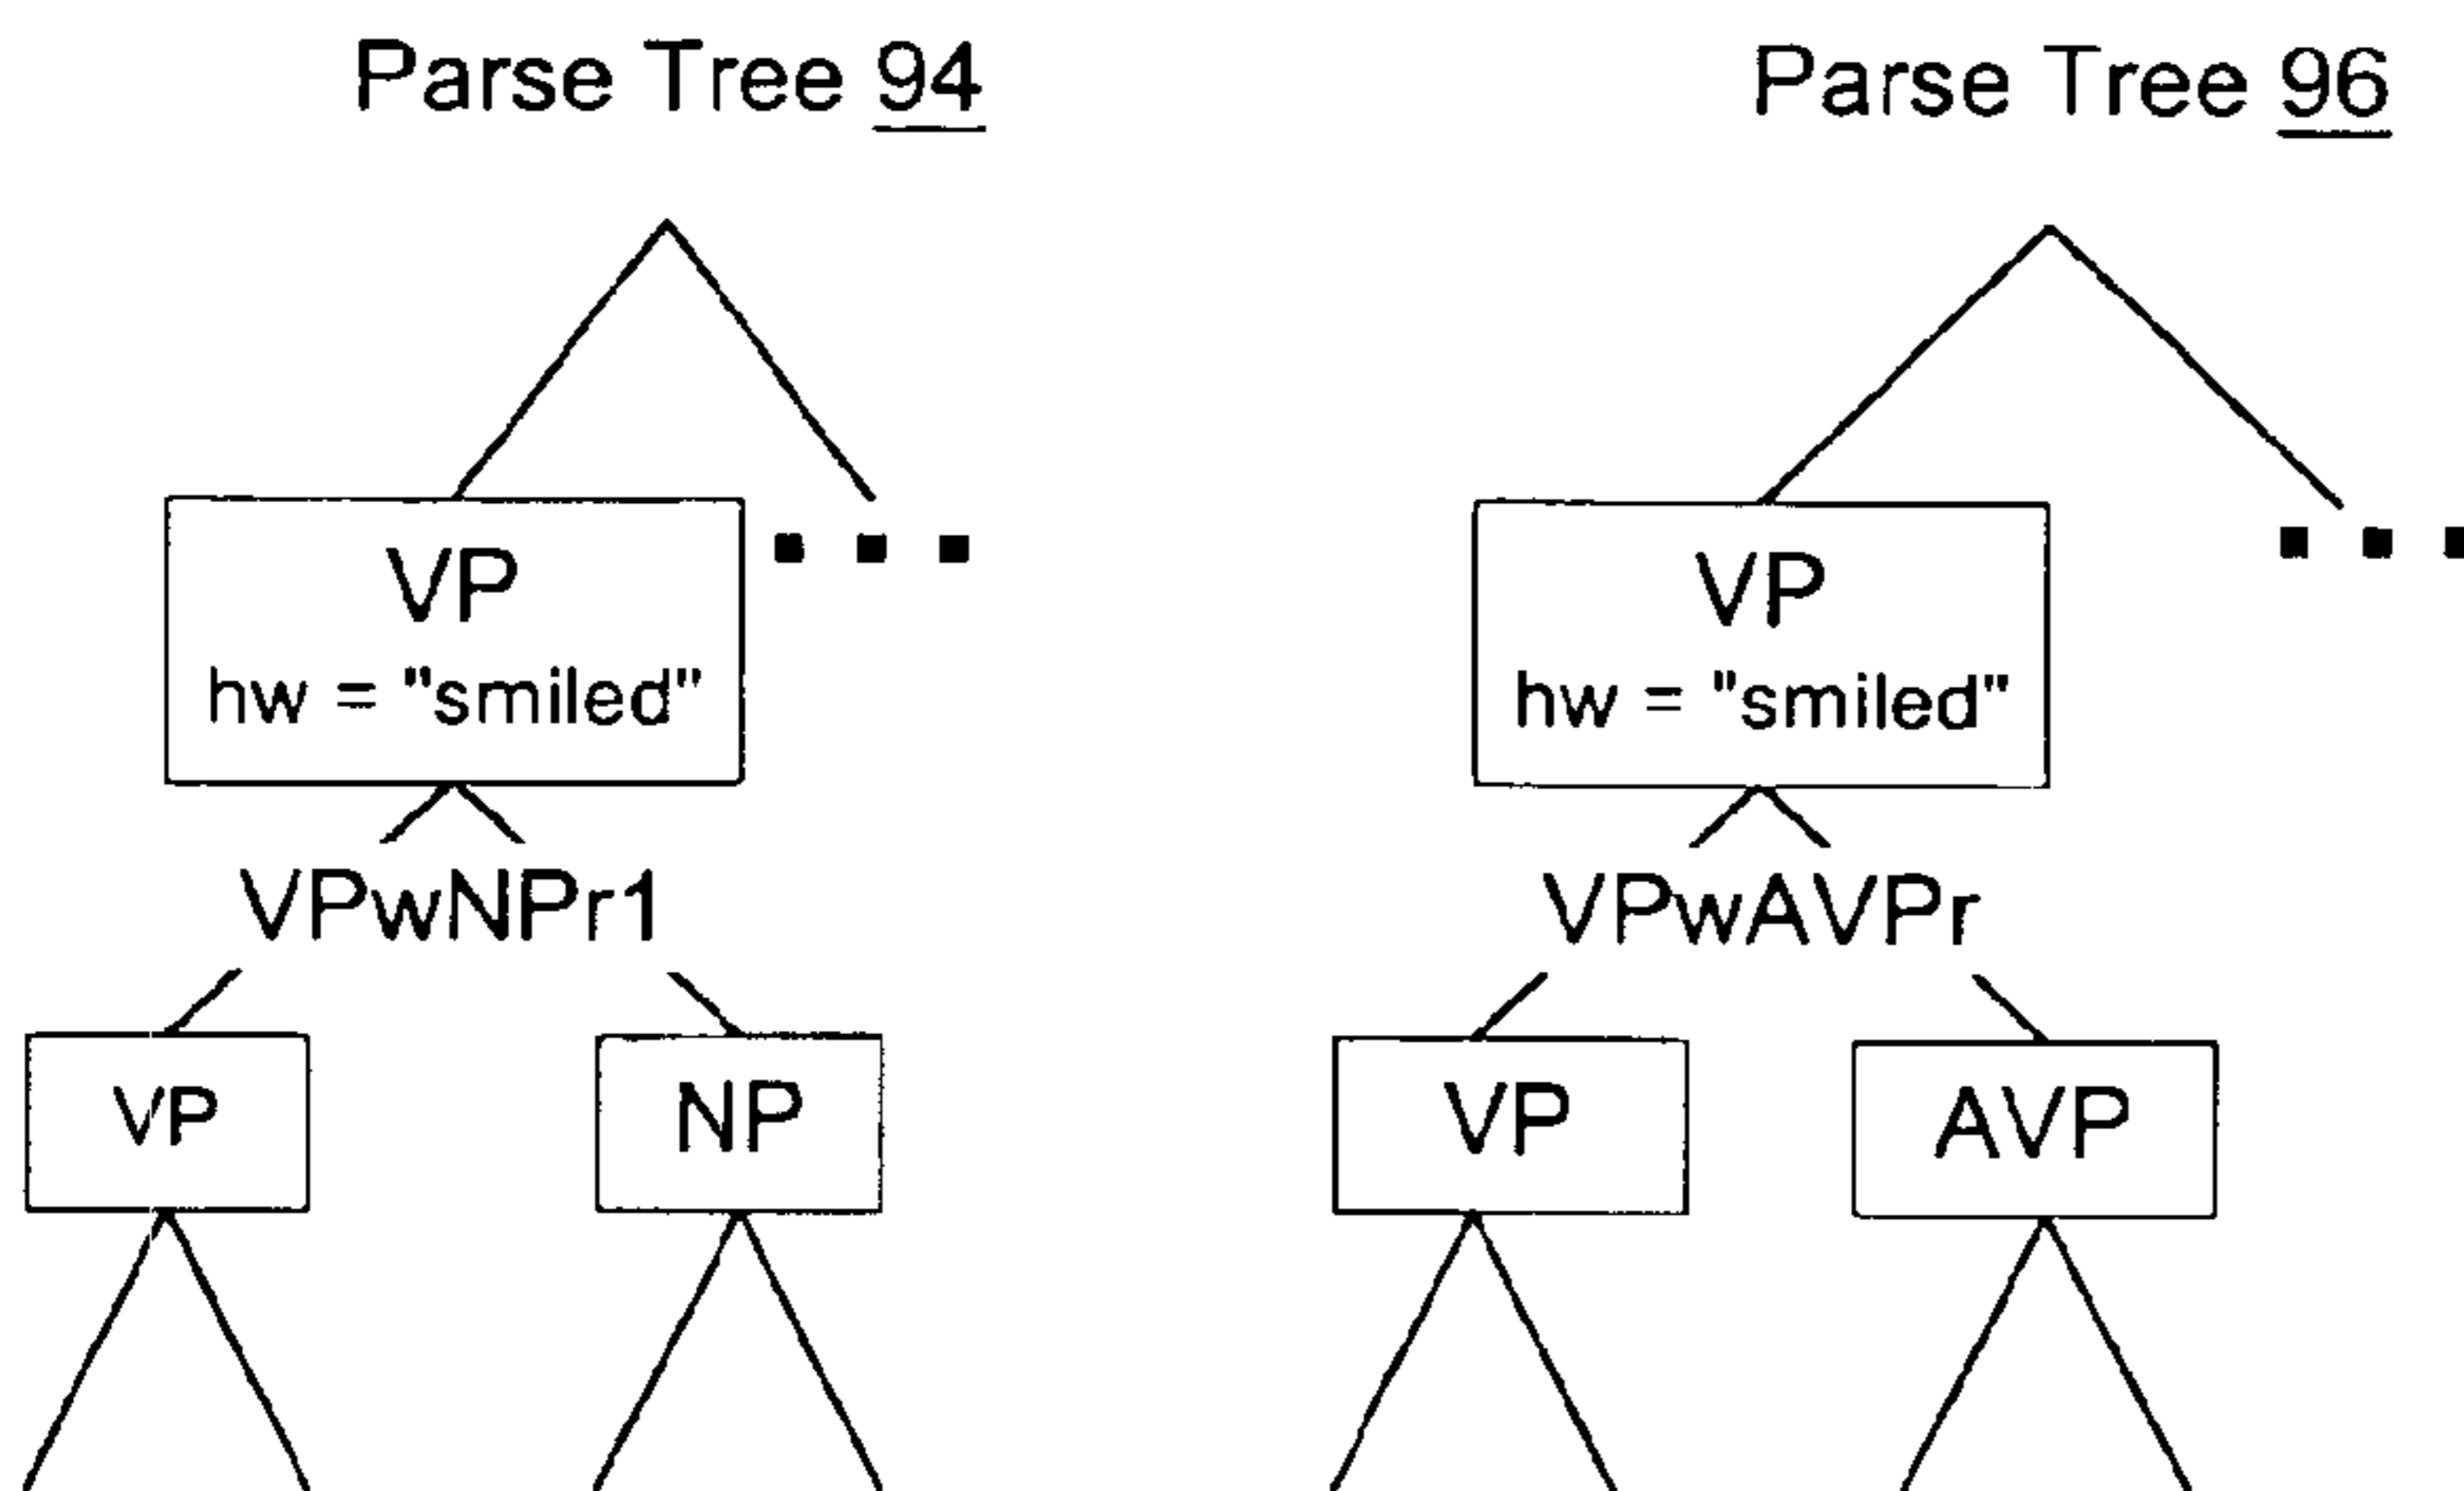 Parse Tree 94
VP
hw = "smiled"
VPwNPr1
VP
NP
Parse Tree 96
VP
hw = "smiled"
VPwAVPr
VP
AVP